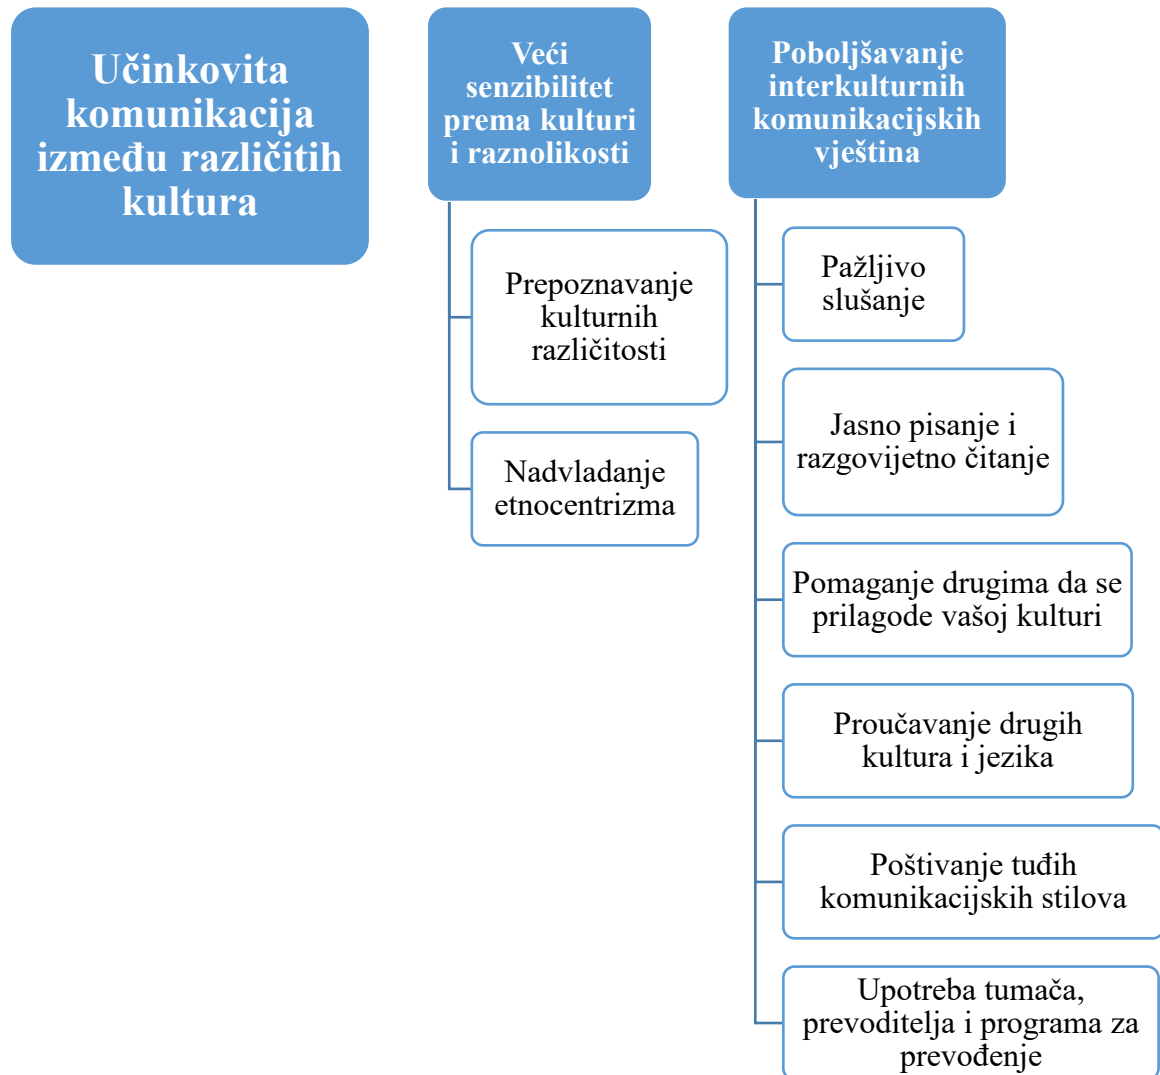 Učinkovita
komunikacija
između različitih
kultura
Veći
senzibilitet
prema kulturi
i raznolikosti
Prepoznavanje
kulturnih
različitosti
Nadvladanje
etnocentrizma
Poboljšavanje
interkulturnih
komunikacijskih
vještina
Pažljivo
slušanje
Jasno pisanje i
razgovijetno čitanje
Pomaganje drugima da se
prilagode vašoj kulturi
Proučavanje drugih
kultura i jezika
Poštivanje tuđih
komunikacijskih stilova
Upotreba tumača,
prevoditelja i programa za
prevođenje